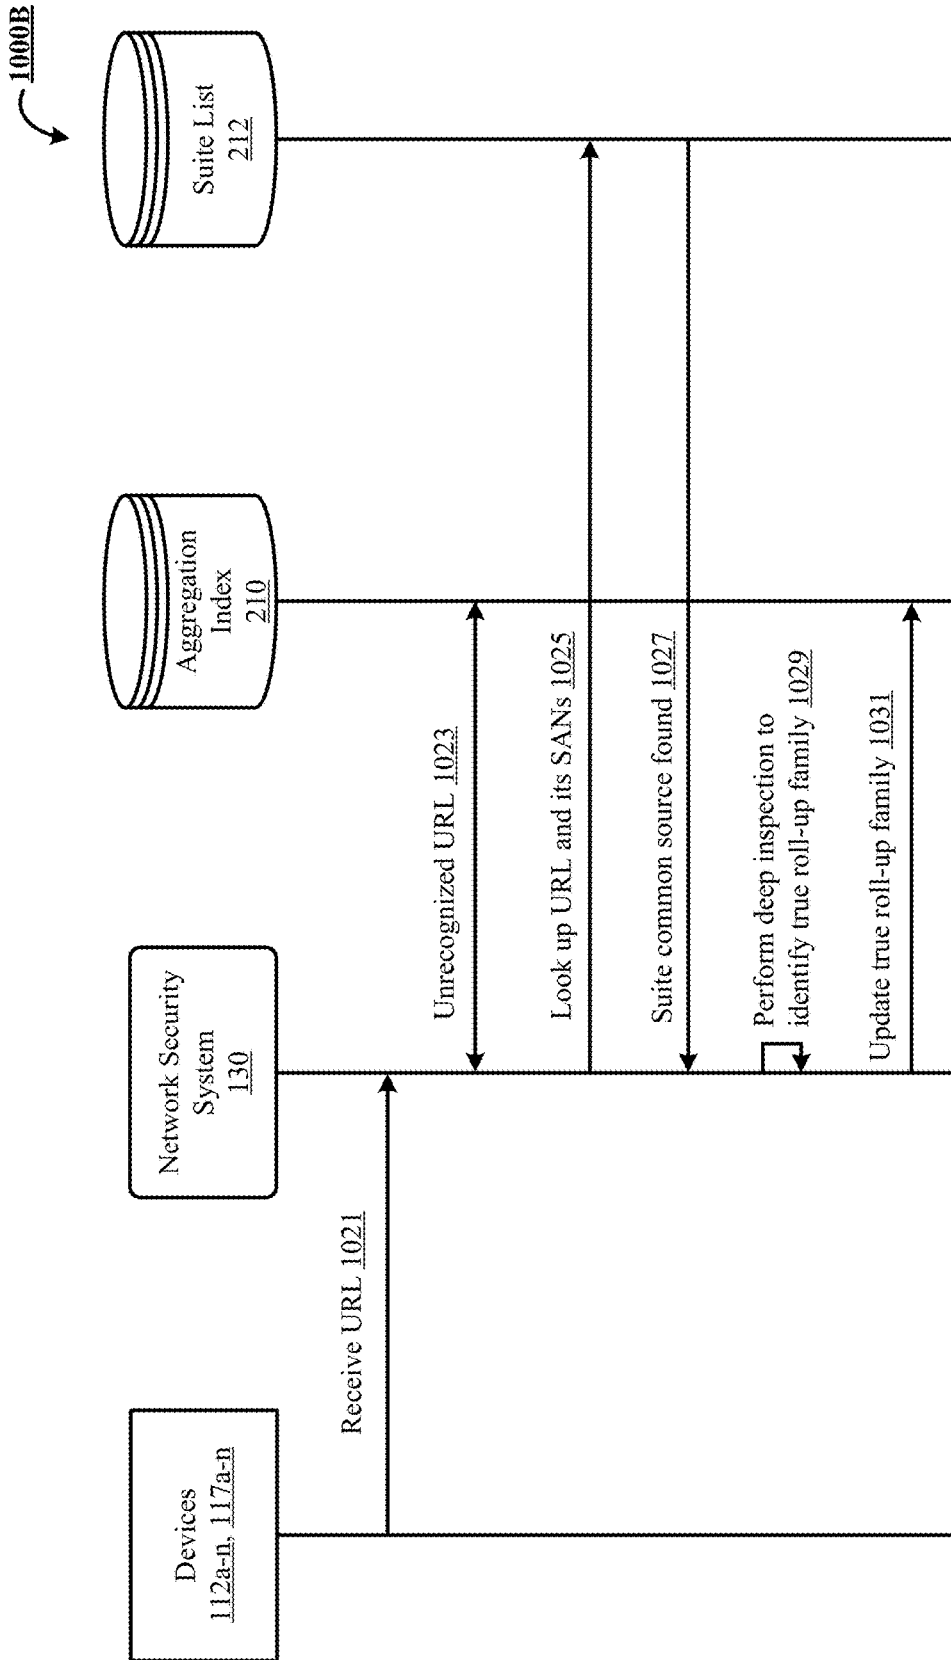 1000B
Devices
112a-n, 117a-n
Network Security
System
130
Aggregation
Index
210
Suite List
212
Receive URL 1021
Unrecognized URL 1023
Look up URL and its SANs 1025
Suite common source found 1027
Perform deep inspection to
identify true roll-up family 1029
Update true roll-up family 1031